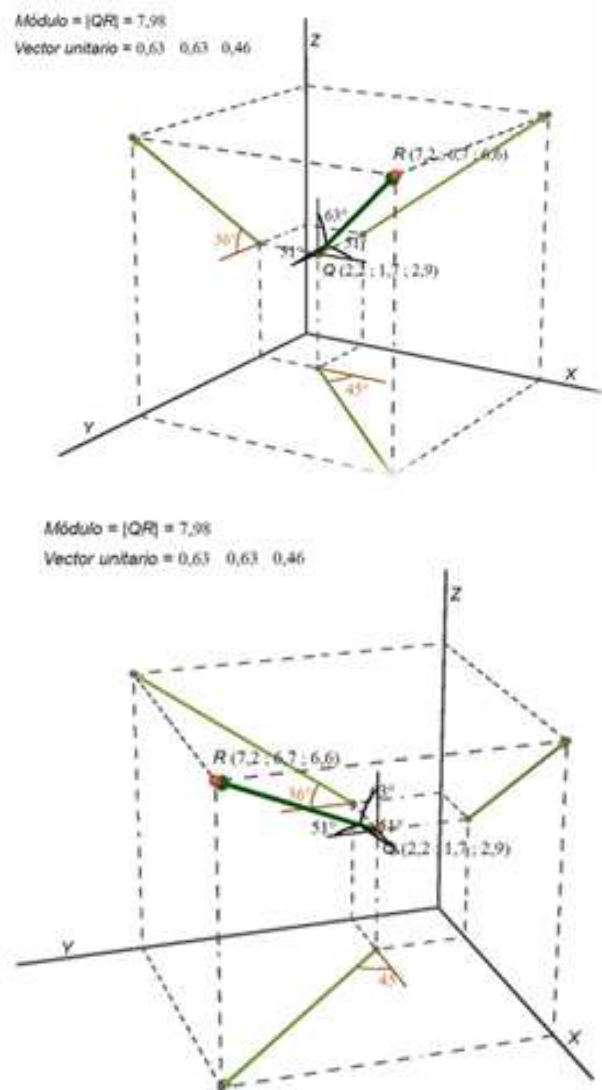 Módulo = |QR| = 7,98
Vector unitario = 0,63 0,63 0,46
Z
R (7,2 ; 6,7 ; 6,6)
63°
36°
51°
51°
Q (2,2 ; 1,7 ; 2,9)
X
45°
Y
Módulo = |QR| = 7,98
Vector unitario = 0,63 0,63 0,46
Z
R (7,2 ; 6,7 ; 6,6)
36°
63°
51°
51°
Q (2,2 ; 1,7 ; 2,9)
Y
45°
X